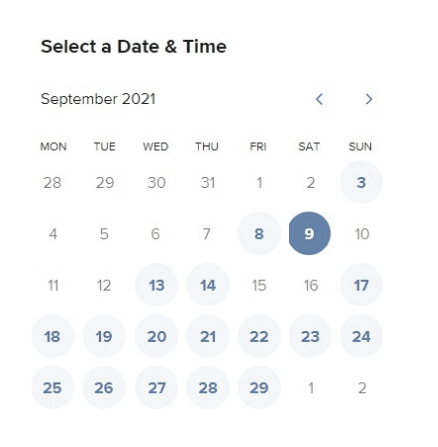 Select a Date & Time
September 2021
MON TUE WED THU FRI SAT SUN
28 29 30 31 1 2 3
4 5 6 7 8 9 10
11 12 13 14 15 16 17
18 19 20 21 22 23 24
25 26 27 28 29 1 2